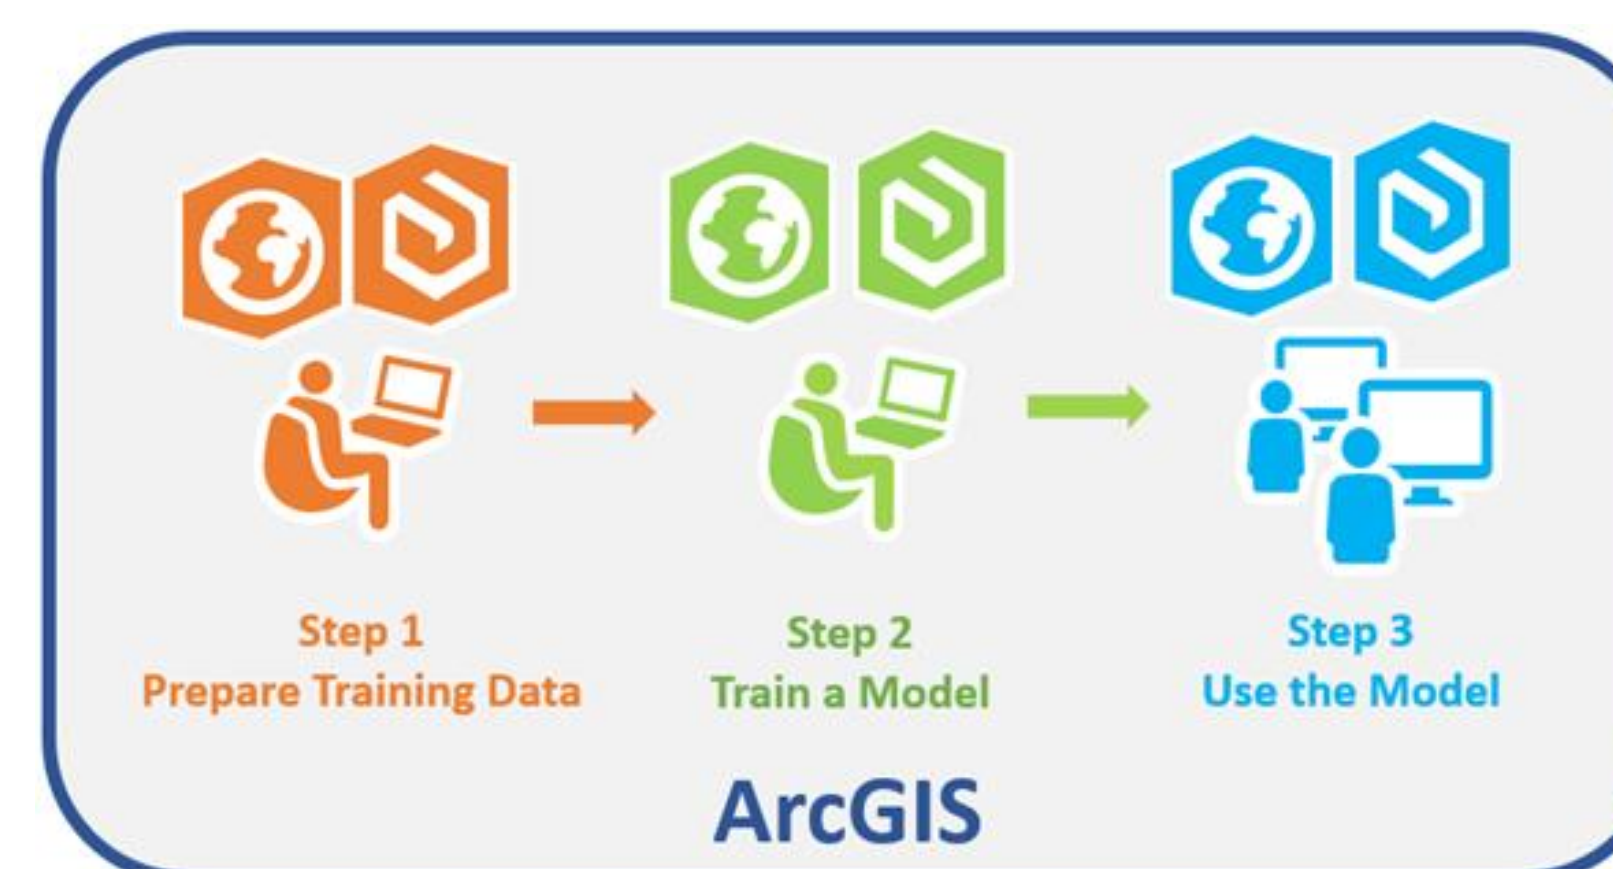 Step 1
Prepare Training Data
Step 2
Train a Model
Step 3
Use the Model
ArcGIS